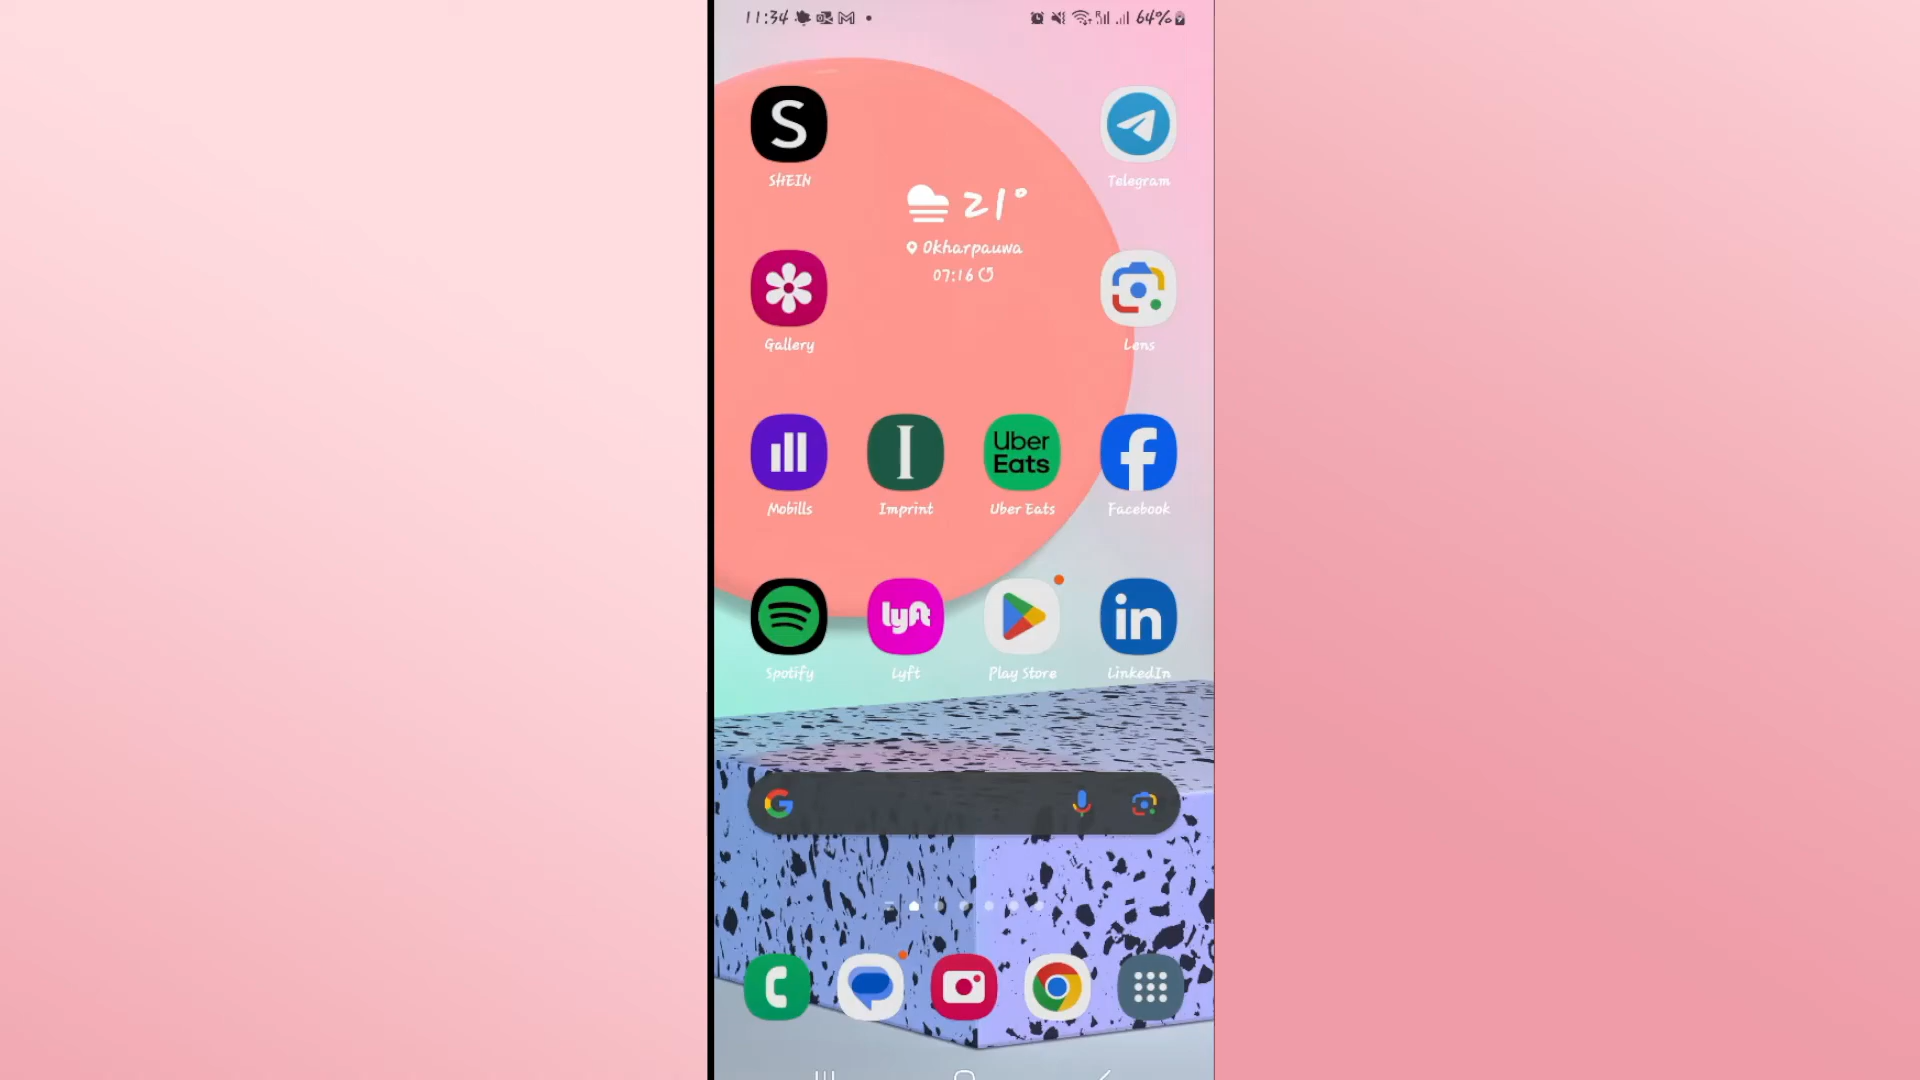 11:34
64%
S
SHEIN
Telegram
21°
Okharpauwa
07:16
Gallery
Lens
I
Uber
Eats
f
Mobills
Imprint
Uber Eats
Facebook
lyft
in
Spotify
Lyft
Play Store
LinkedIn
G